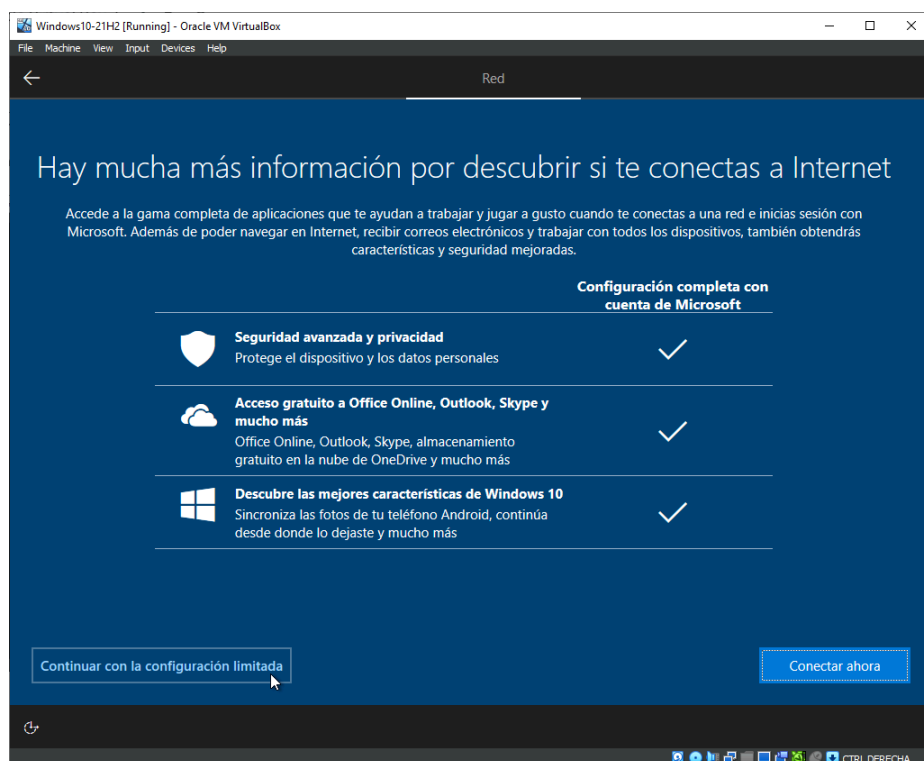 Windows10-21H2 [Running] - Oracle VM VirtualBox
File Machine View Input Devices Help
Red
Hay mucha más información por descubrir si te conectas a Internet
Accede a la gama completa de aplicaciones que te ayudan a trabajar y jugar a gusto cuando te conectas a una red e inicias sesión con
Microsoft. Además de poder navegar en Internet, recibir correos electrónicos y trabajar con todos los dispositivos, también obtendrás
características y seguridad mejoradas.
Configuración completa con
cuenta de Microsoft
Seguridad avanzada y privacidad
Protege el dispositivo y los datos personales
Acceso gratuito a Office Online, Outlook, Skype y
mucho más
Office Online, Outlook, Skype, almacenamiento
gratuito en la nube de OneDrive y mucho más
Descubre las mejores características de Windows 10
Sincroniza las fotos de tu teléfono Android, continúa
desde donde lo dejaste y mucho más
Continuar con la configuración limitada
Conectar ahora
CTRL DERECHA